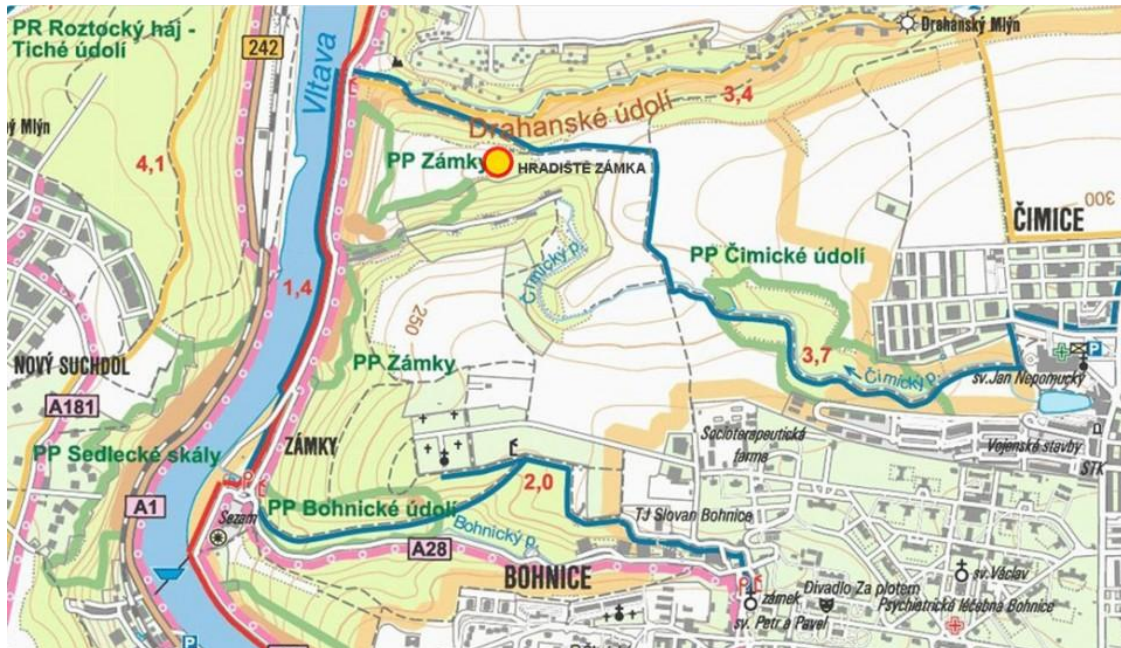 PR Roztocký háj -
Tiché údolí
242
Vltava
Drahanský Mlýn
ý Mlýn
4,1
3,4
Drahanské údolí
PP Zámky
HRADIŠTĚ ZÁMKA
300
ČIMICE
PP Čimické údolí
Čimický p.
1,4
250
3,7
PP Zámky
NOVÝ SUCHDOL
Čimický p.
P
sv.Jan Nepomucký
A181
ZÁMKY
PP Sedlecké skály
Socioterapeutická
farma
Vojenské stavby
STK
2,0
A1
PP Bohnické údolí
Sezam
TJ Slovan Bohnice
Bohnický p.
A28
BOHNICE
zámek
sv. Petr a Pavel
Divadlo Za plotem
sv.Václav
Psychiatrická léčebna Bohnice
P